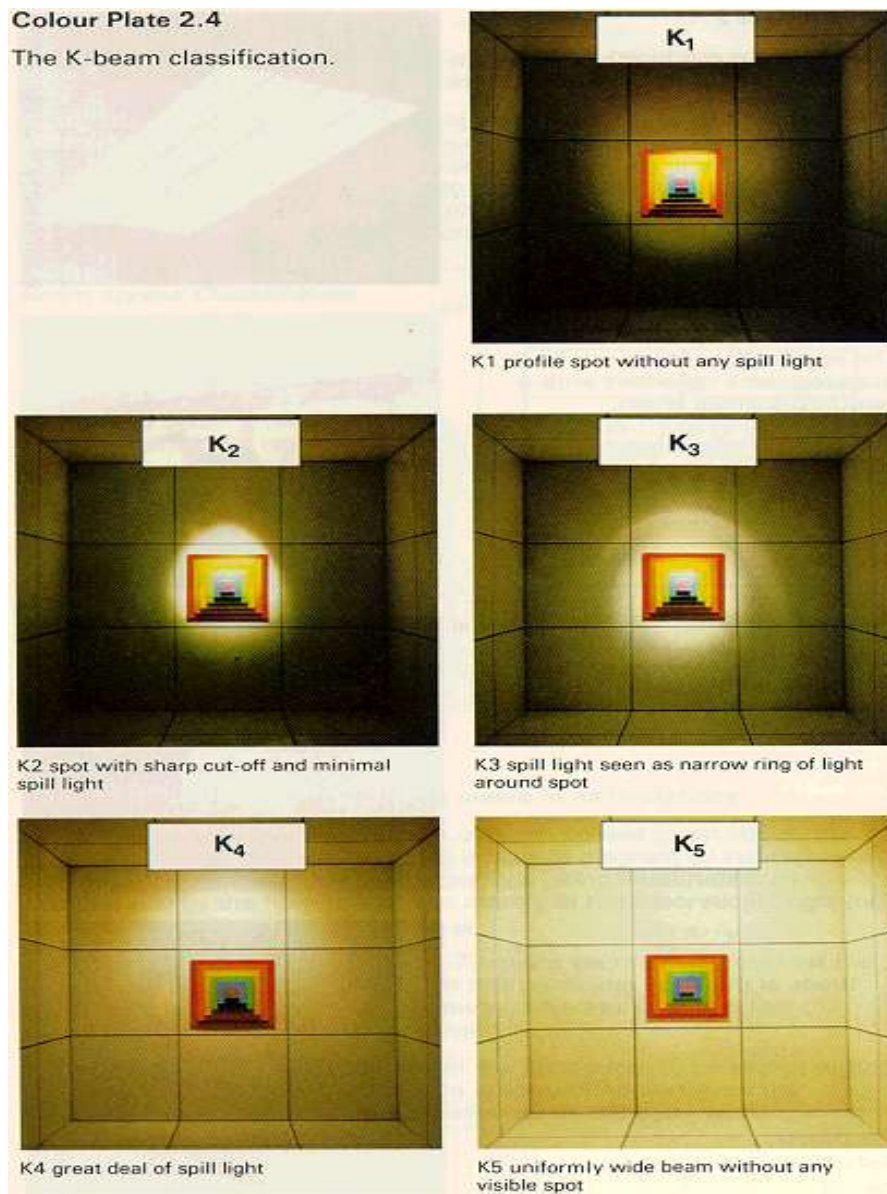 Colour Plate 2.4
The K-beam classification.
K₁
K1 profile spot without any spill light
K₂
K₃
K2 spot with sharp cut-off and minimal
spill light
K3 spill light seen as narrow ring of light
around spot
K₄
K₅
K4 great deal of spill light
K5 uniformly wide beam without any
visible spot